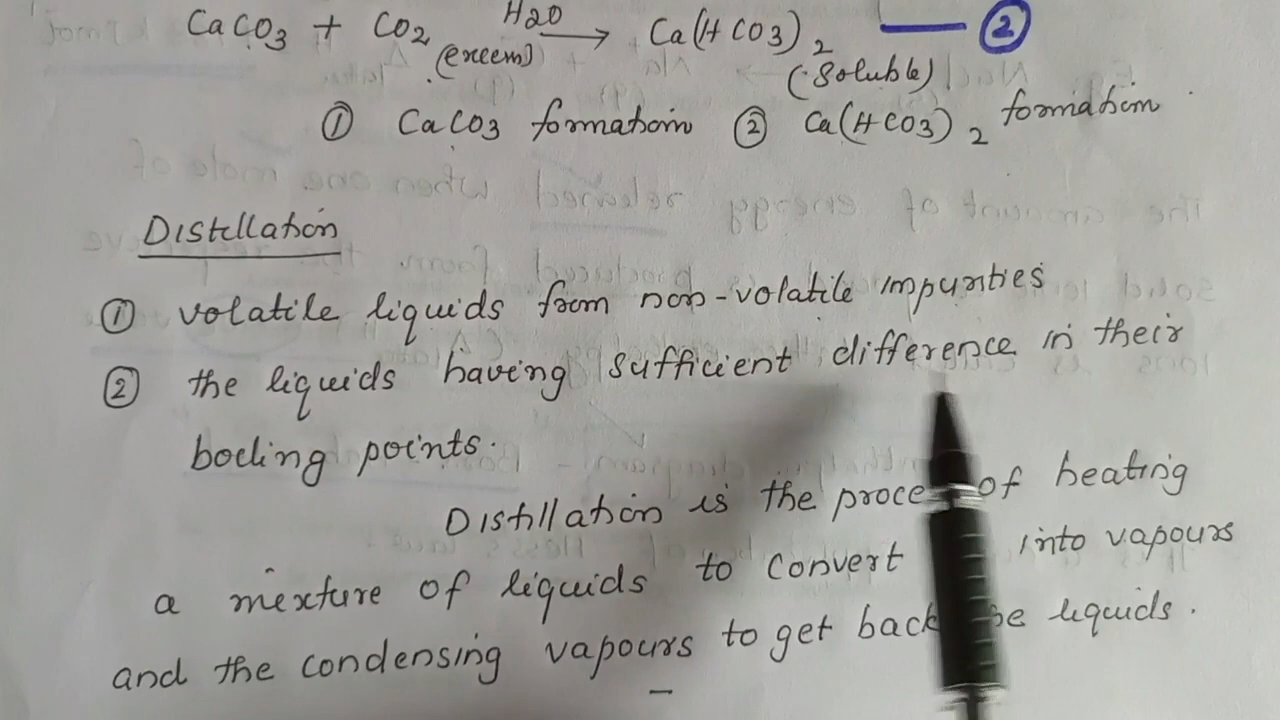 CaCO3 + CO2 (excess) H2O → Ca(HCO3)2 (soluble) — ②
① CaCO3 formation ② Ca(HCO3)2 formation
Distillation
① volatile liquids from non-volatile impurities
② the liquids having sufficient difference in their
boiling points.
Distillation is the process of heating
a mixture of liquids to convert into vapours
and the condensing vapours to get back the liquids.